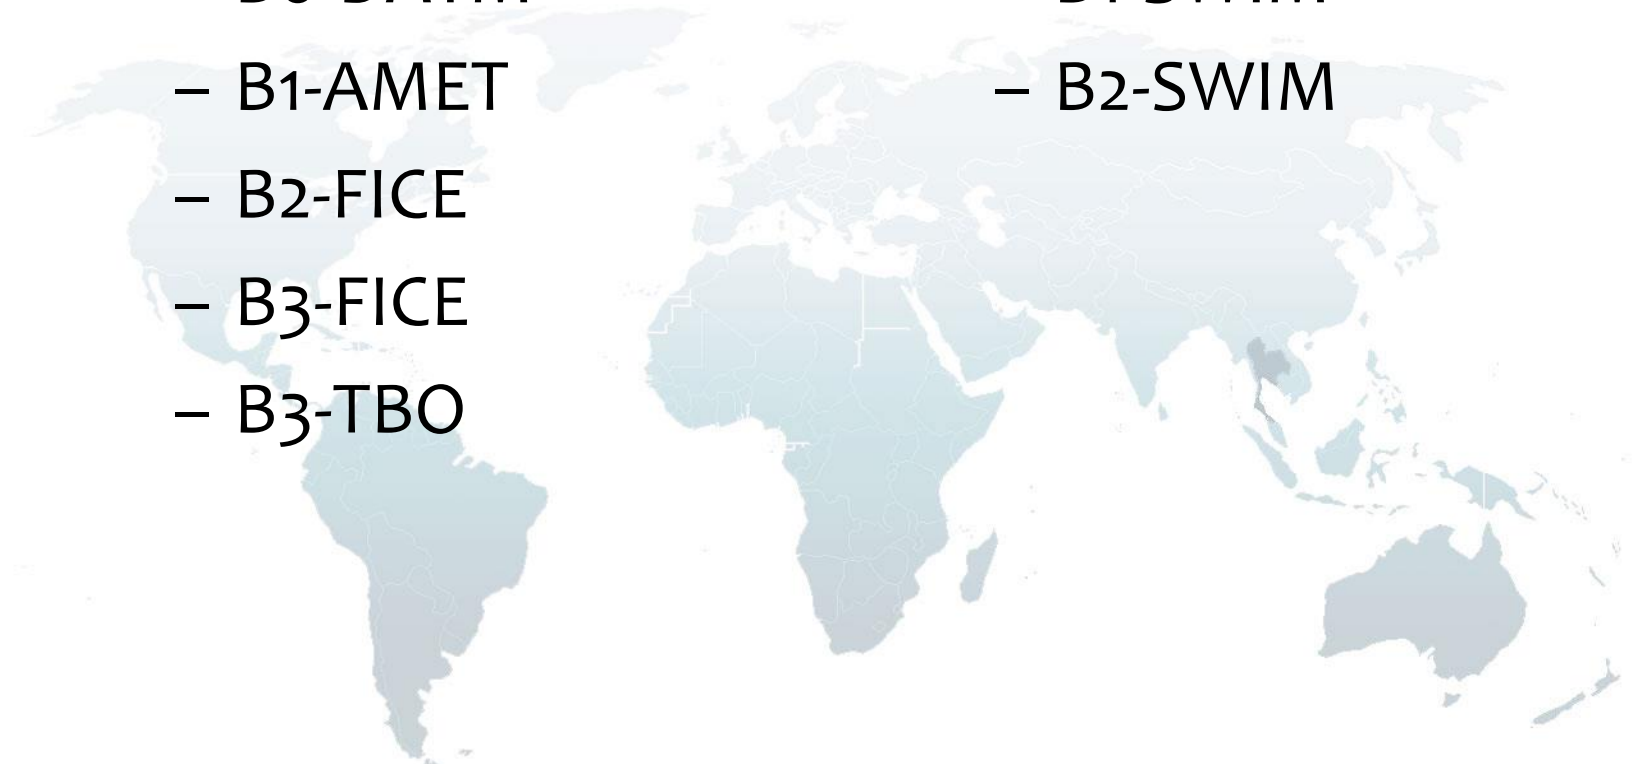 – B1-AMET
– B2-FICE
– B3-FICE
– B3-TBO
– B2-SWIM